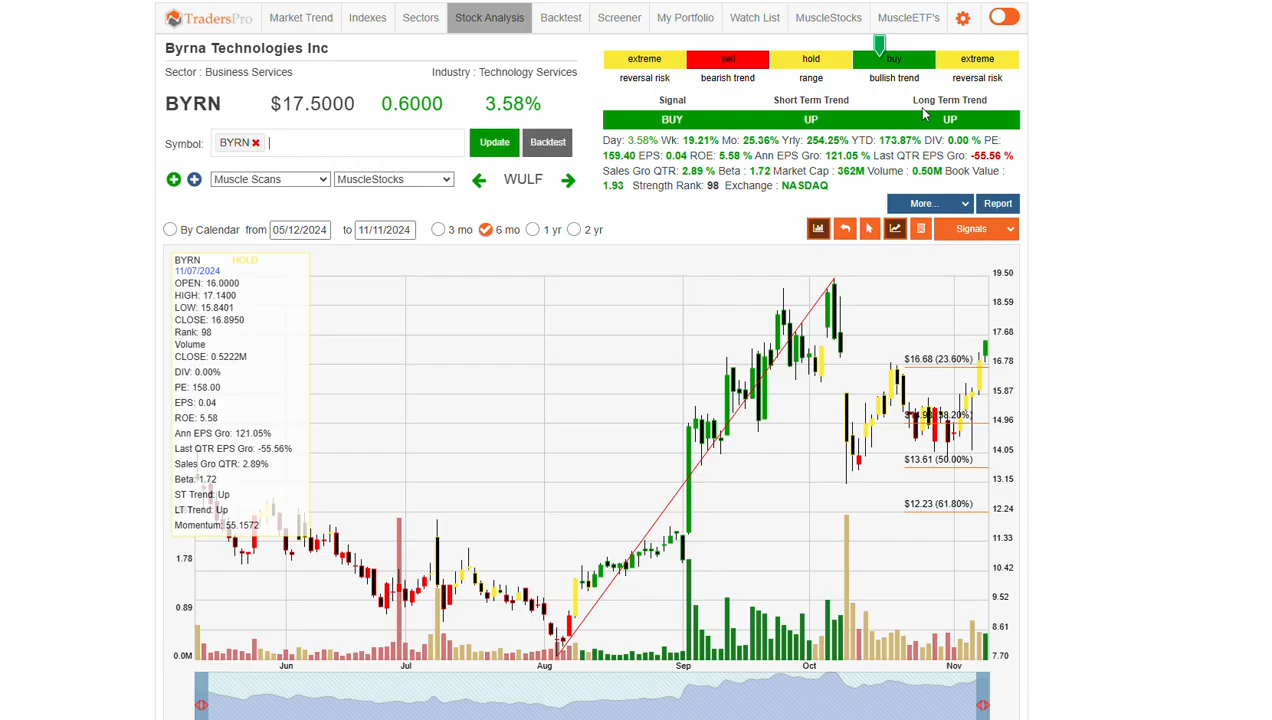 TradersPro
Market Trend
Indexes
Sectors
Stock Analysis
Backtest
Screener
My Portfolio
Watch List
MuscleStocks
MuscleETF's
Byrna Technologies Inc
Sector : Business Services
Industry : Technology Services
extreme
sell
hold
buy
extreme
reversal risk
bearish trend
range
bullish trend
reversal risk
BYRN
$17.5000
0.6000
3.58%
Signal
Short Term Trend
Long Term Trend
BUY
UP
UP
Symbol:
BYRN
Update
Backtest
Day: 3.58% Wk: 19.21% Mo: 25.36% Yrly: 254.25% YTD: 173.87% DIV: 0.00 % PE:
159.40 EPS: 0.04 ROE: 5.58 % Ann EPS Gro: 121.05 % Last QTR EPS Gro: -55.56 %
Sales Gro QTR: 2.89 % Beta : 1.72 Market Cap : 362M Volume : 0.50M Book Value :
1.93 Strength Rank: 98 Exchange : NASDAQ
Muscle Scans
MuscleStocks
WULF
More...
Report
By Calendar from
05/12/2024
to
11/11/2024
3 mo
6 mo
1 yr
2 yr
Signals
BYRN HOLD
11/07/2024
OPEN: 16.0000
HIGH: 17.1400
LOW: 15.8401
CLOSE: 16.8950
Rank: 98
Volume
CLOSE: 0.5222M
DIV: 0.00%
PE: 158.00
EPS: 0.04
ROE: 5.58
Ann EPS Gro: 121.05%
Last QTR EPS Gro: -55.56%
Sales Gro QTR: 2.89%
Beta: 1.72
ST Trend: Up
LT Trend: Up
Momentum: 55.1572
$16.68 (23.60%)
$14.98 (38.20%)
$13.61 (50.00%)
$12.23 (61.80%)
19.50
18.59
17.68
16.78
15.87
14.96
14.05
13.15
12.24
11.33
10.42
9.52
8.61
7.70
1.78
0.89
0.0M
Jun
Jul
Aug
Sep
Oct
Nov